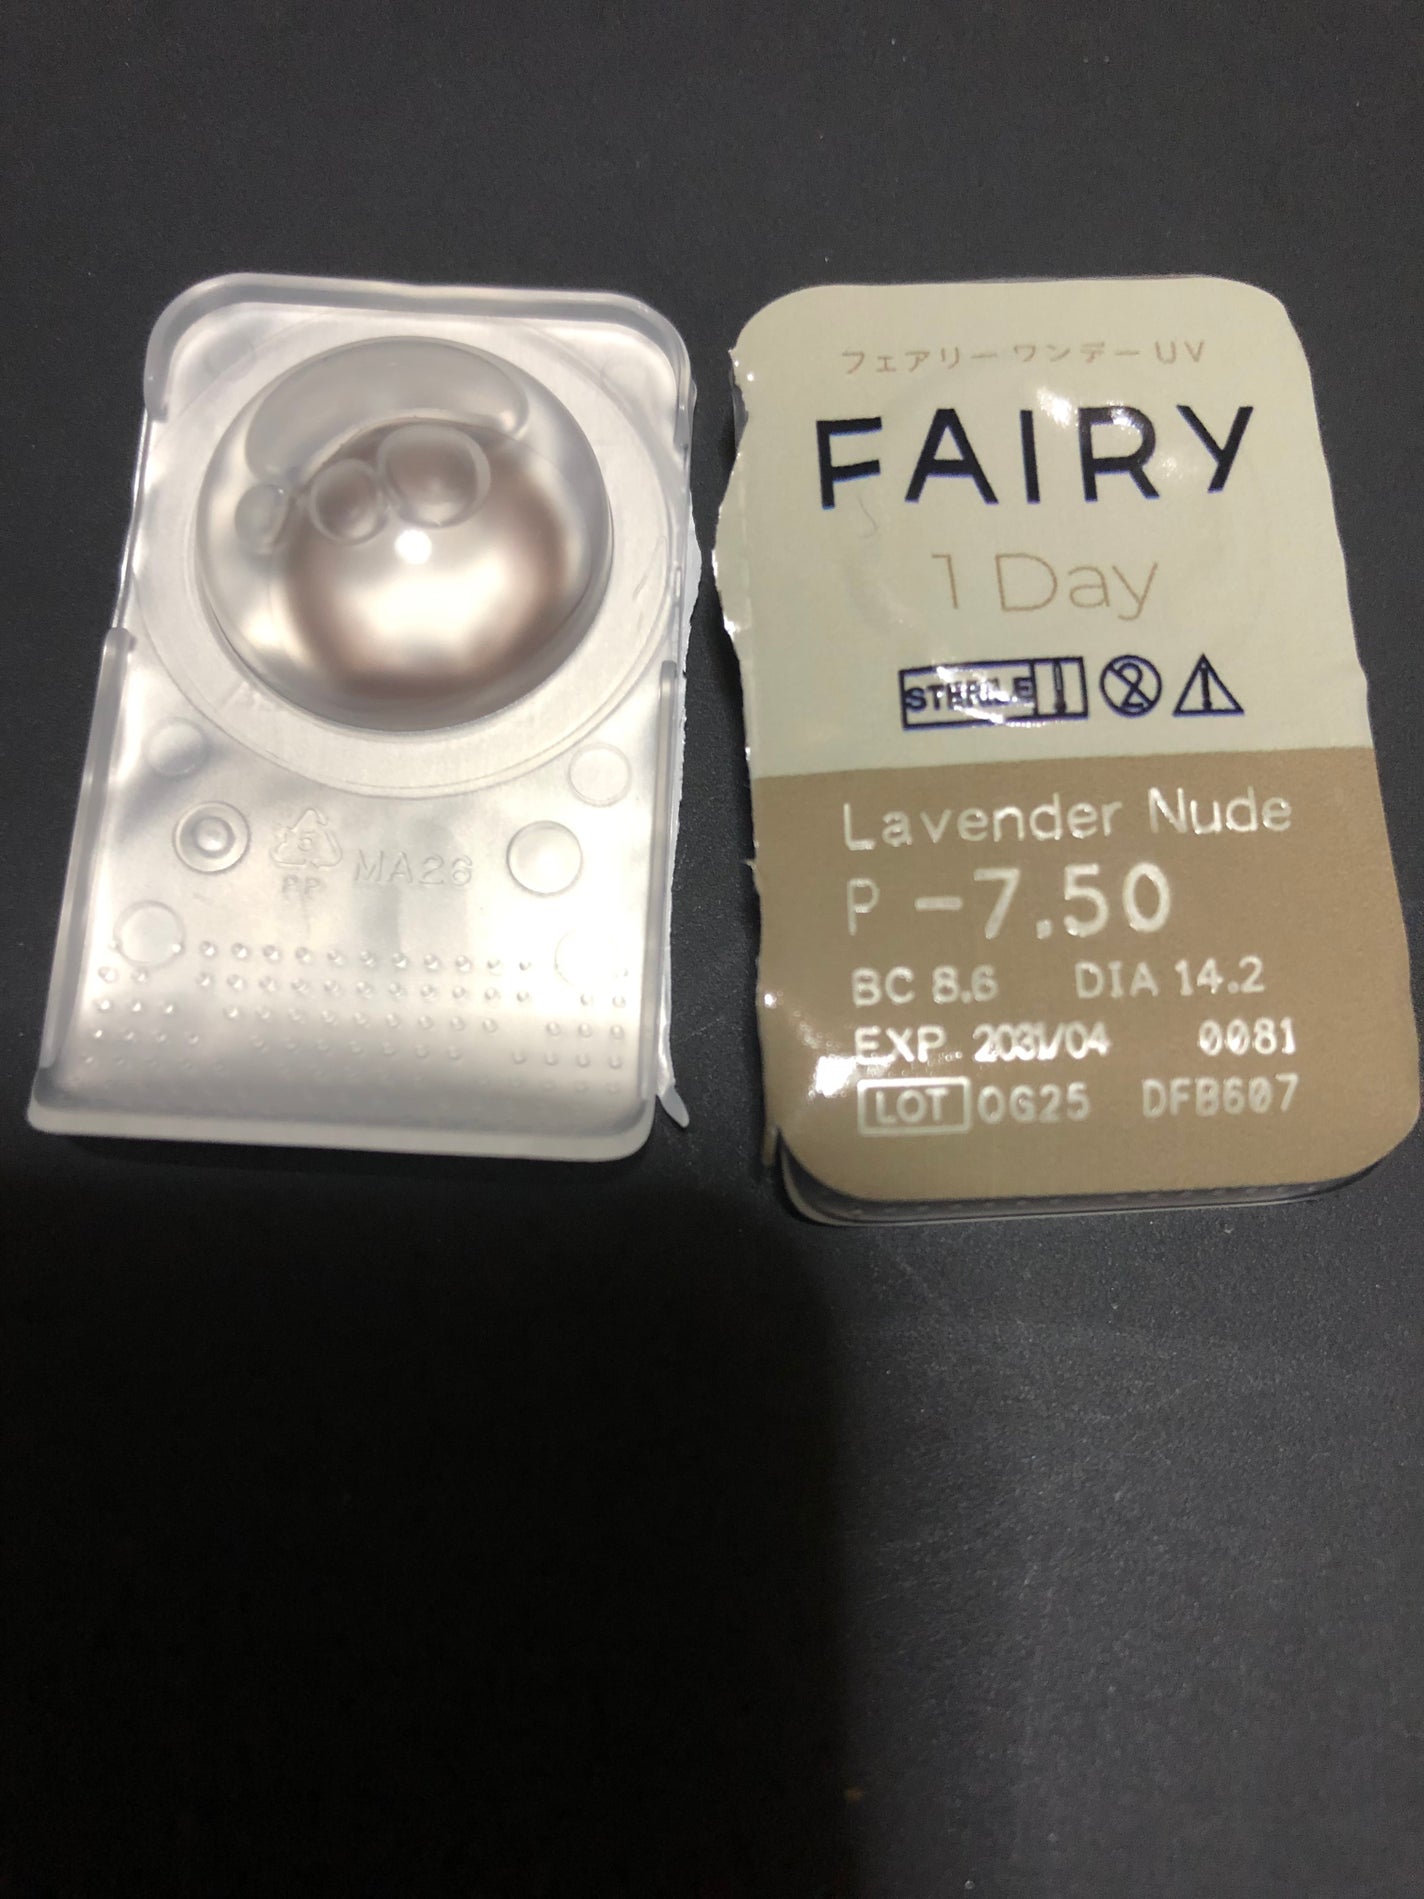 PP MA26
フェアリーワンデーUV
FAIRY
1 Day
STERILE
Lavender Nude
P -7.50
BC 8.6 DIA 14.2
EXP. 2031/04 0081
LOT OG25 DFB607